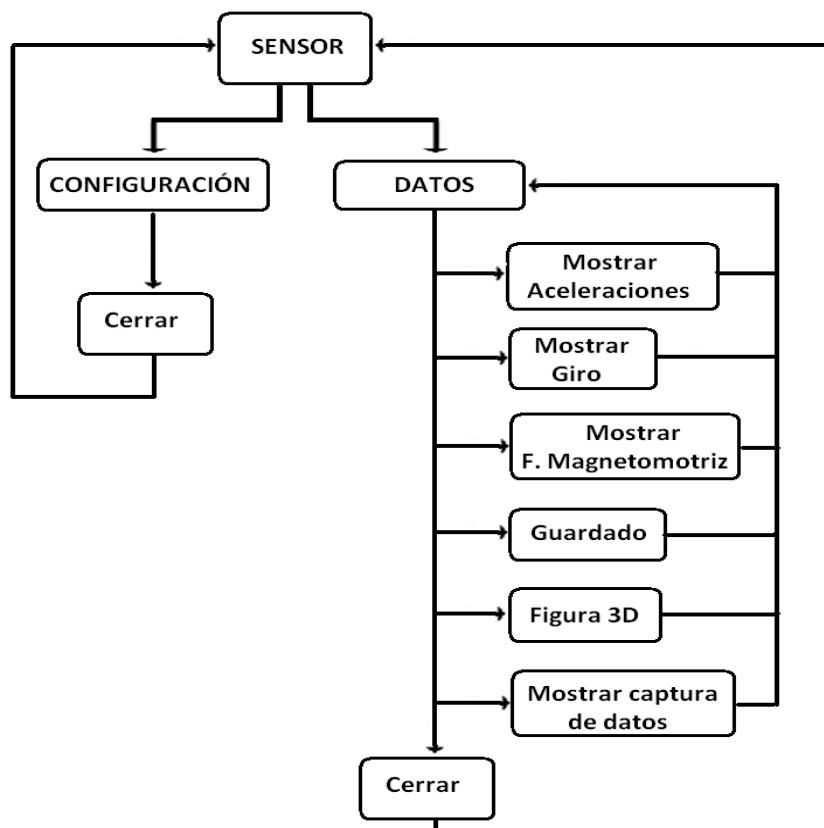 SENSOR
CONFIGURACIÓN
DATOS
Mostrar
Aceleraciones
Cerrar
Mostrar
Giro
Mostrar
F. Magnetomotriz
Guardado
Figura 3D
Mostrar captura
de datos
Cerrar